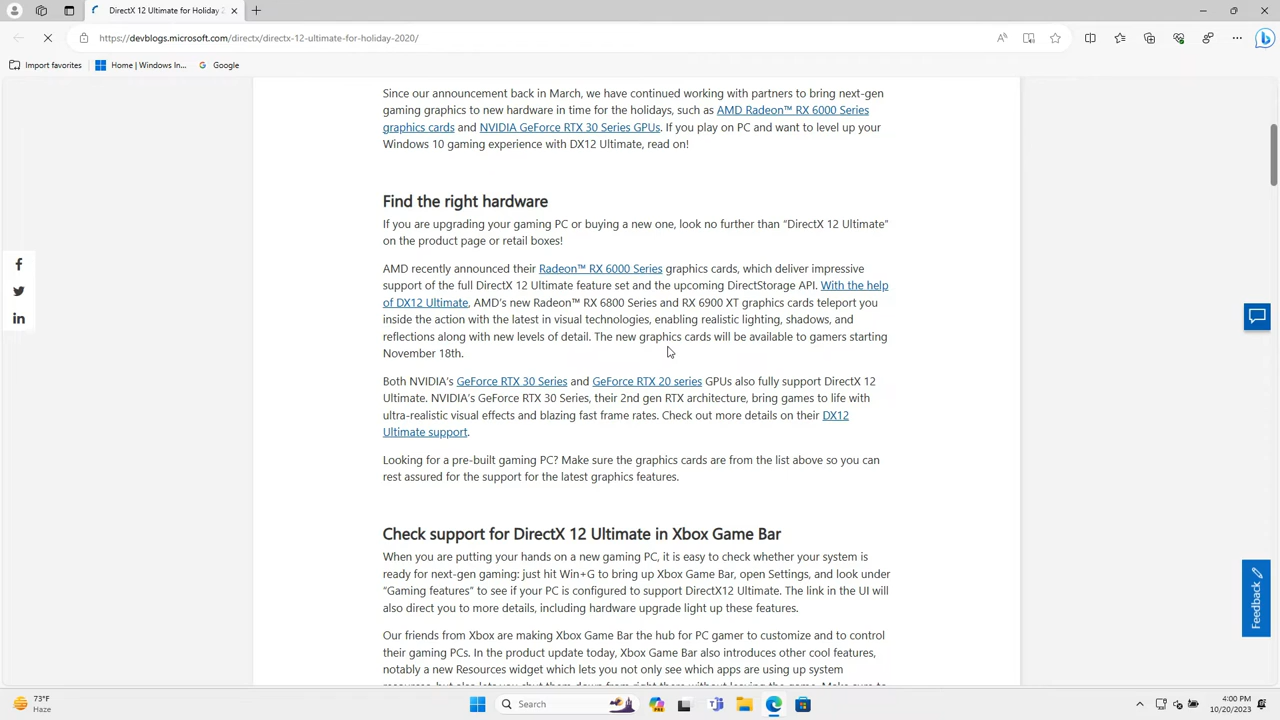 DirectX 12 Ultimate for Holiday 2
https://devblogs.microsoft.com/directx/directx-12-ultimate-for-holiday-2020/
Import favorites
Home | Windows In...
Google
Since our announcement back in March, we have continued working with partners to bring next-gen
gaming graphics to new hardware in time for the holidays, such as AMD Radeon™ RX 6000 Series
graphics cards and NVIDIA GeForce RTX 30 Series GPUs. If you play on PC and want to level up your
Windows 10 gaming experience with DX12 Ultimate, read on!
Find the right hardware
If you are upgrading your gaming PC or buying a new one, look no further than “DirectX 12 Ultimate”
on the product page or retail boxes!
AMD recently announced their Radeon™ RX 6000 Series graphics cards, which deliver impressive
support of the full DirectX 12 Ultimate feature set and the upcoming DirectStorage API. With the help
of DX12 Ultimate, AMD’s new Radeon™ RX 6800 Series and RX 6900 XT graphics cards teleport you
inside the action with the latest in visual technologies, enabling realistic lighting, shadows, and
reflections along with new levels of detail. The new graphics cards will be available to gamers starting
November 18th.
Both NVIDIA’s GeForce RTX 30 Series and GeForce RTX 20 series GPUs also fully support DirectX 12
Ultimate. NVIDIA’s GeForce RTX 30 Series, their 2nd gen RTX architecture, bring games to life with
ultra-realistic visual effects and blazing fast frame rates. Check out more details on their DX12
Ultimate support.
Looking for a pre-built gaming PC? Make sure the graphics cards are from the list above so you can
rest assured for the support for the latest graphics features.
Check support for DirectX 12 Ultimate in Xbox Game Bar
When you are putting your hands on a new gaming PC, it is easy to check whether your system is
ready for next-gen gaming: just hit Win+G to bring up Xbox Game Bar, open Settings, and look under
“Gaming features” to see if your PC is configured to support DirectX12 Ultimate. The link in the UI will
also direct you to more details, including hardware upgrade light up these features.
Our friends from Xbox are making Xbox Game Bar the hub for PC gamer to customize and to control
their gaming PCs. In the product update today, Xbox Game Bar also introduces other cool features,
notably a new Resources widget which lets you not only see which apps are using up system
Feedback
73°F
Haze
Search
4:00 PM
10/20/2023